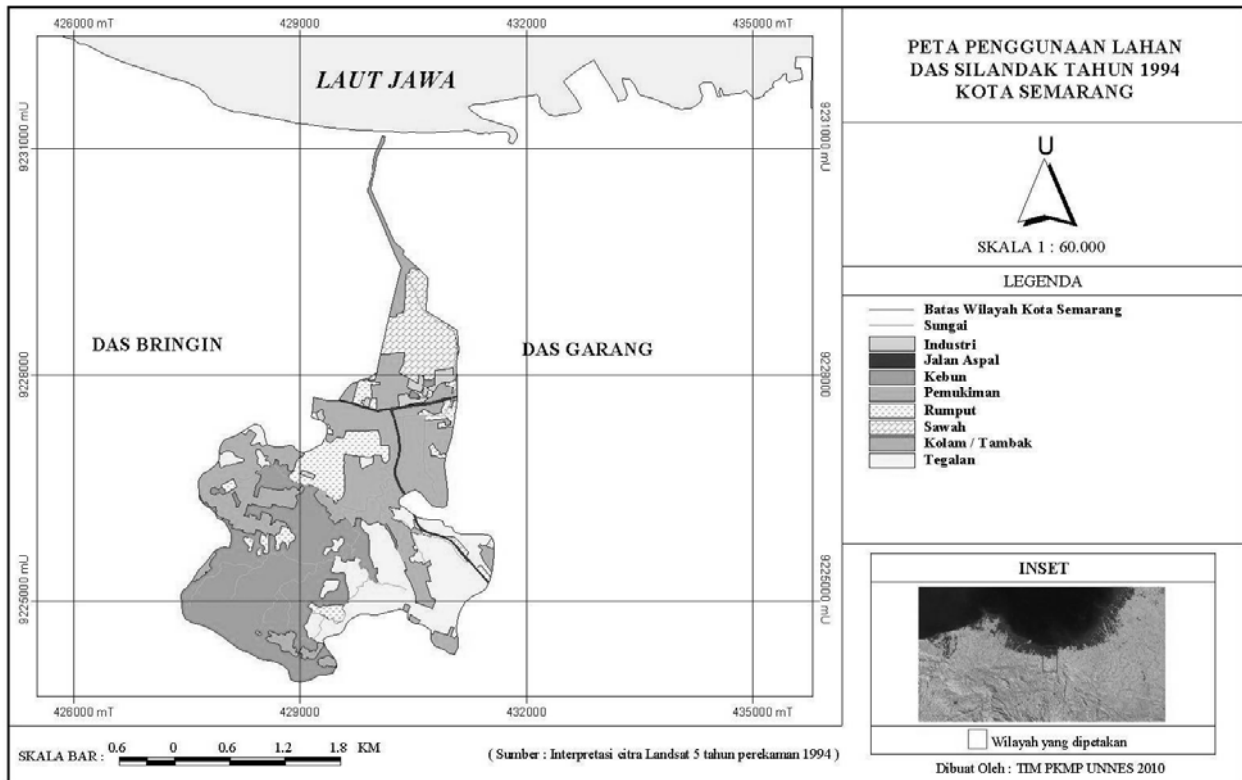 426000 mT
429000
432000
435000 mT
LAUT JAWA
9231000 mU
9231000 mU
DAS BRINGIN
DAS GARANG
9228000
9228000
9225000 mU
9225000 mU
426000 mT
429000
432000
435000 mT
SKALA BAR :
0.6 0 0.6 1.2 1.8 KM
( Sumber : Interpretasi citra Landsat 5 tahun perekaman 1994 )
PETA PENGGUNAAN LAHAN
DAS SILANDAK TAHUN 1994
KOTA SEMARANG
U
SKALA 1 : 60.000
LEGENDA
Batas Wilayah Kota Semarang
Sungai
Industri
Jalan Aspal
Kebun
Pemukiman
Rumput
Sawah
Kolam / Tambak
Tegalan
INSET
Wilayah yang dipetakan
Dibuat Oleh : TIM PKMP UNNES 2010